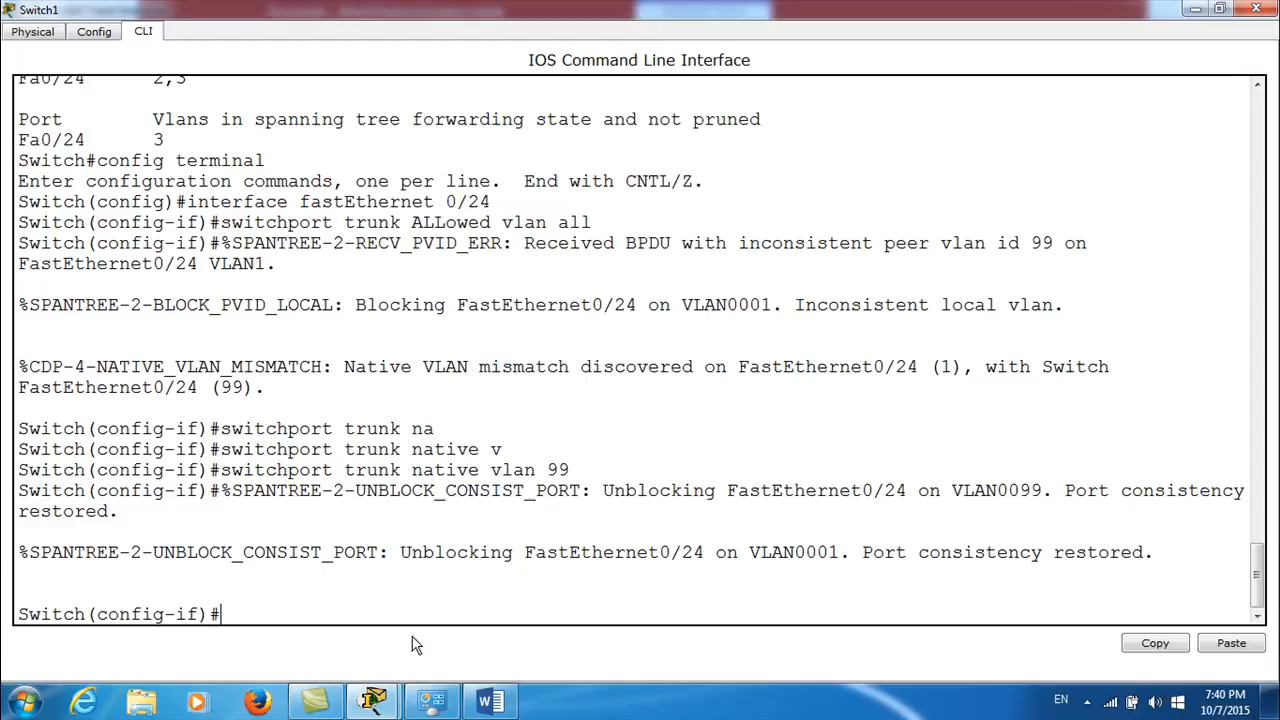 Switch1
Physical Config CLI
IOS Command Line Interface
Fa0/24 2,3
Port Vlans in spanning tree forwarding state and not pruned
Fa0/24 3
Switch#config terminal
Enter configuration commands, one per line. End with CNTL/Z.
Switch(config)#interface fastEthernet 0/24
Switch(config-if)#switchport trunk ALLowed vlan all
Switch(config-if)#%SPANTREE-2-RECV_PVID_ERR: Received BPDU with inconsistent peer vlan id 99 on
FastEthernet0/24 VLAN1.
%SPANTREE-2-BLOCK_PVID_LOCAL: Blocking FastEthernet0/24 on VLAN0001. Inconsistent local vlan.
%CDP-4-NATIVE_VLAN_MISMATCH: Native VLAN mismatch discovered on FastEthernet0/24 (1), with Switch
FastEthernet0/24 (99).
Switch(config-if)#switchport trunk na
Switch(config-if)#switchport trunk native v
Switch(config-if)#switchport trunk native vlan 99
Switch(config-if)#%SPANTREE-2-UNBLOCK_CONSIST_PORT: Unblocking FastEthernet0/24 on VLAN0099. Port consistency
restored.
%SPANTREE-2-UNBLOCK_CONSIST_PORT: Unblocking FastEthernet0/24 on VLAN0001. Port consistency restored.
Switch(config-if)#
Copy Paste
EN
7:40 PM
10/7/2015